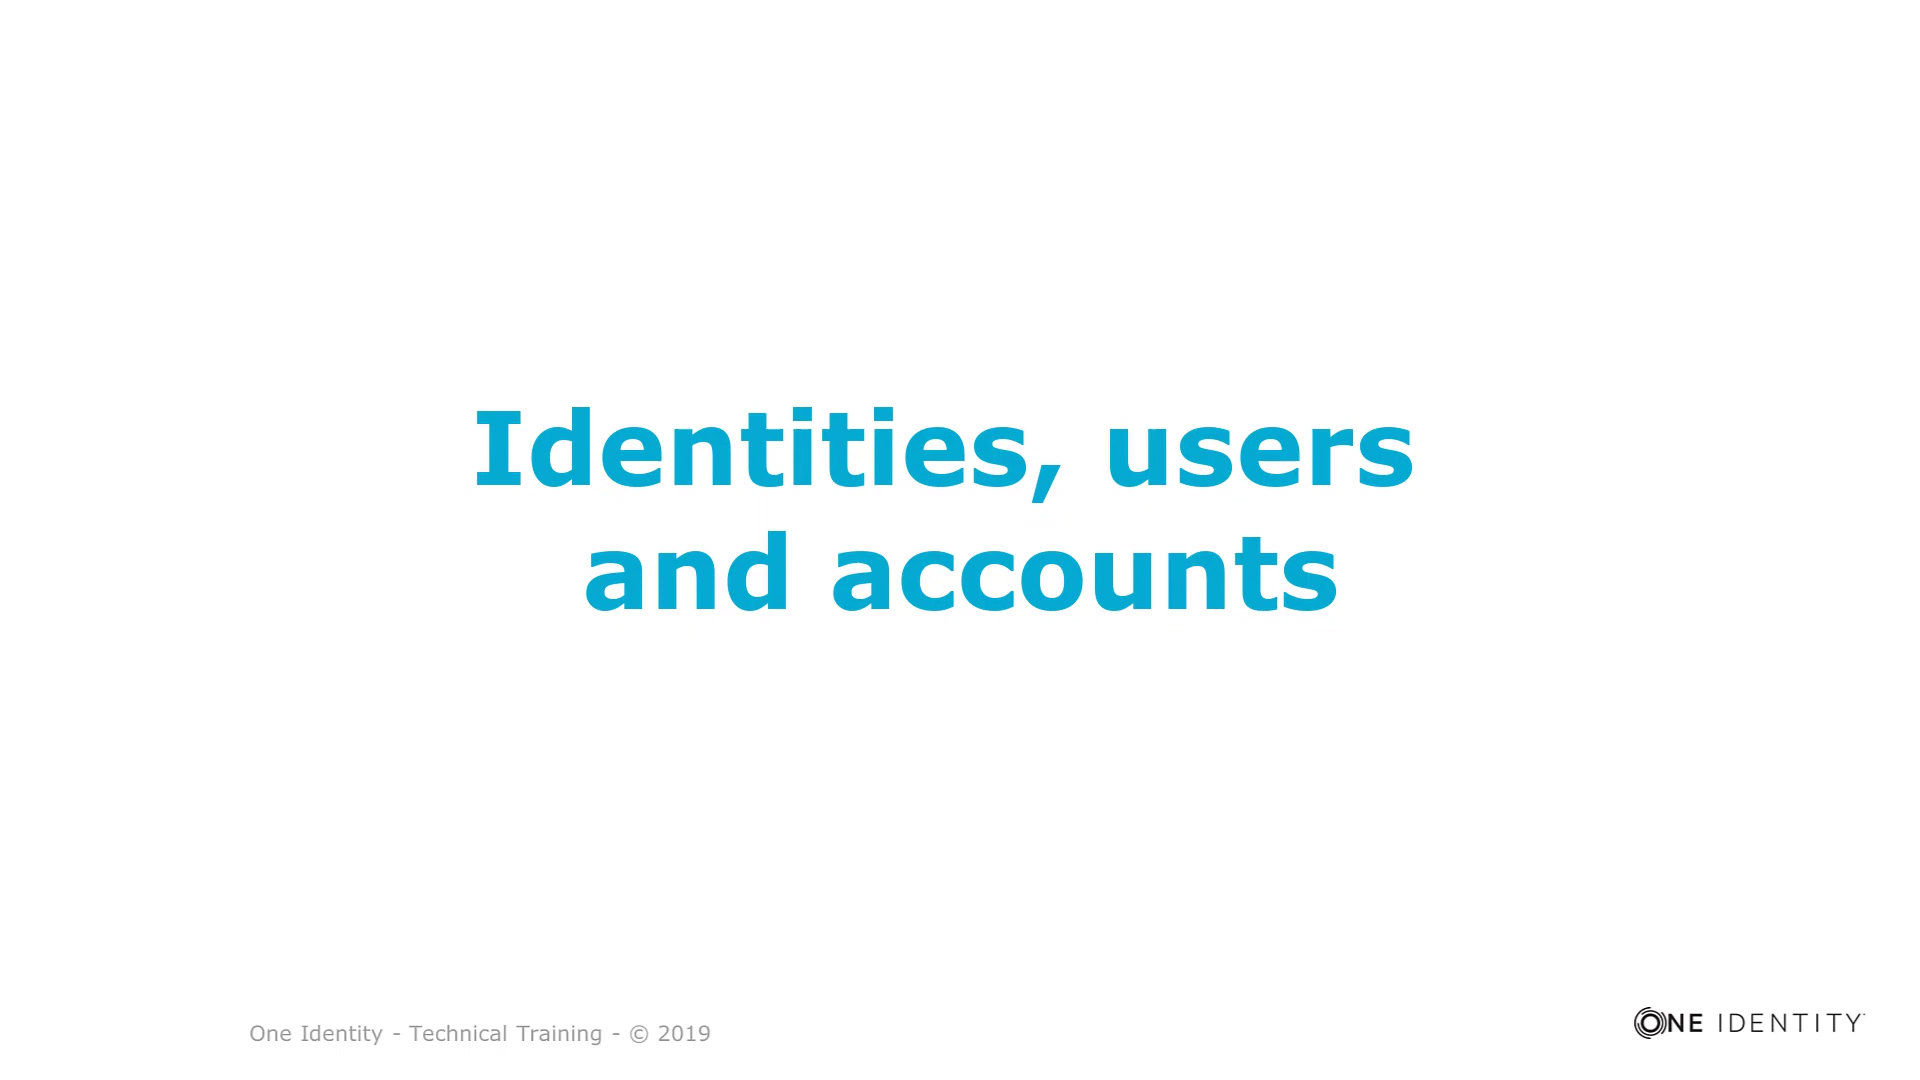 Identities, users
and accounts
One Identity - Technical Training - © 2019
ONE IDENTITY